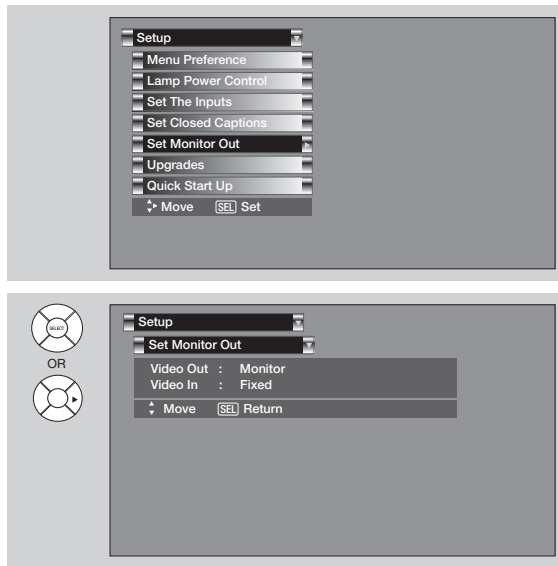 Setup
Menu Preference
Lamp Power Control
Set The Inputs
Set Closed Captions
Set Monitor Out
Upgrades
Quick Start Up
Move SEL Set
SELECT
OR
Setup
Set Monitor Out
Video Out : Monitor
Video In : Fixed
Move SEL Return